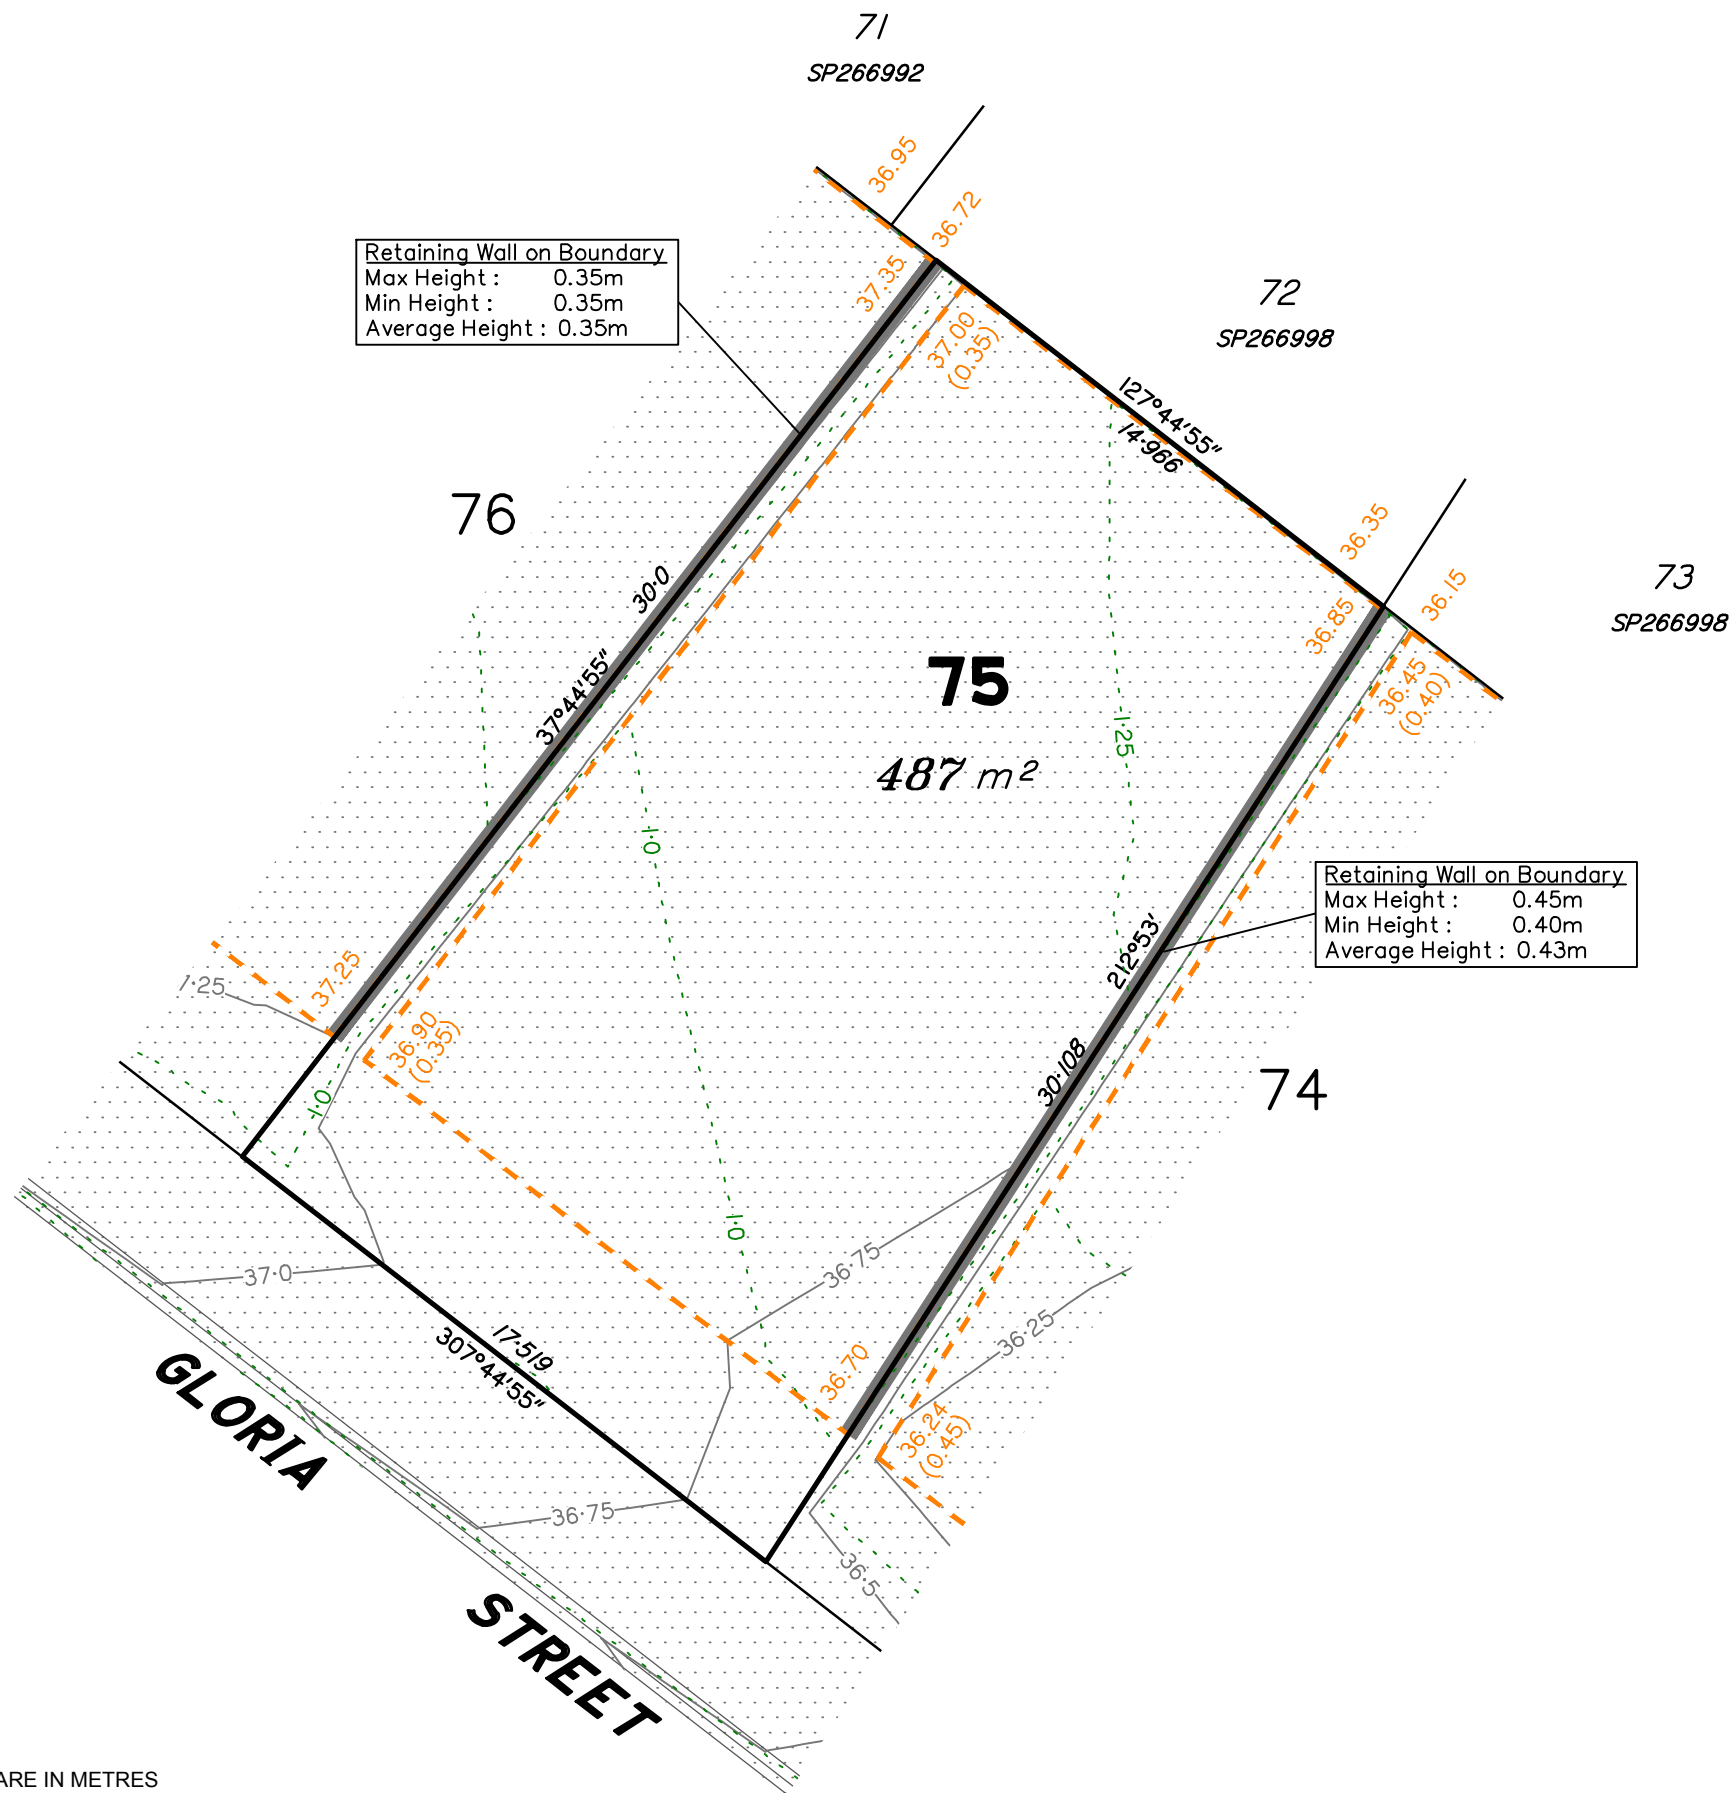 71
SP266992
36.95
36.72
Retaining Wall on Boundary
Max Height : 0.35m
Min Height : 0.35m
Average Height : 0.35m
37.35
37.00
(0.35)
72
SP266998
127°44'55"
14·966
76
36.35
36.15
73
SP266998
30·0
37°44'55"
36.85
36.45
(0.40)
75
487 m²
1·25
1·0
Retaining Wall on Boundary
Max Height : 0.45m
Min Height : 0.40m
Average Height : 0.43m
212°53'
30·108
37.25
36.90
(0.35)
1·0
74
1·0
37·0
36·75
36·25
17·519
307°44'55"
36.70
36.24
(0.45)
36·75
36·5
GLORIA
STREET
ARE IN METRES